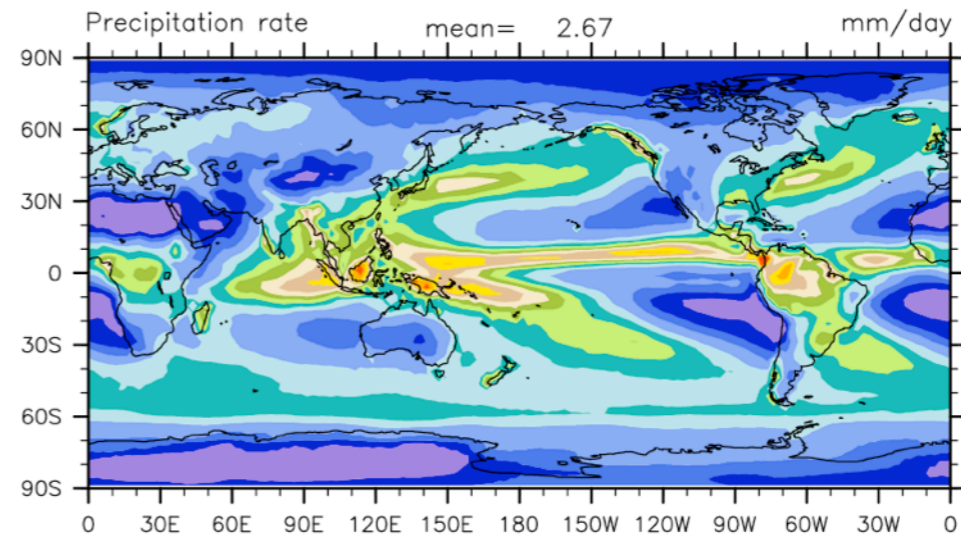 Precipitation rate mean= 2.67 mm/day
90N
60N
30N
0
30S
60S
90S
0 30E 60E 90E 120E 150E 180 150W 120W 90W 60W 30W 0